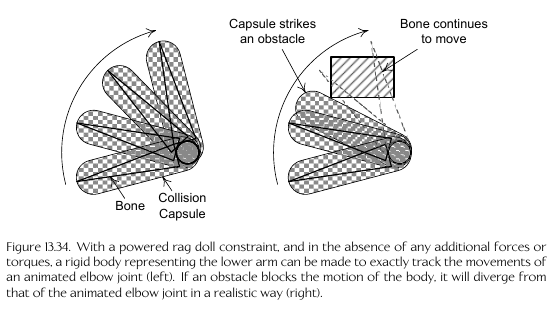 Capsule strikes
an obstacle
Bone continues
to move
Bone
Collision
Capsule
Figure 13.34. With a powered rag doll constraint, and in the absence of any additional forces or
torques, a rigid body representing the lower arm can be made to exactly track the movements of
an animated elbow joint (left). If an obstacle blocks the motion of the body, it will diverge from
that of the animated elbow joint in a realistic way (right).